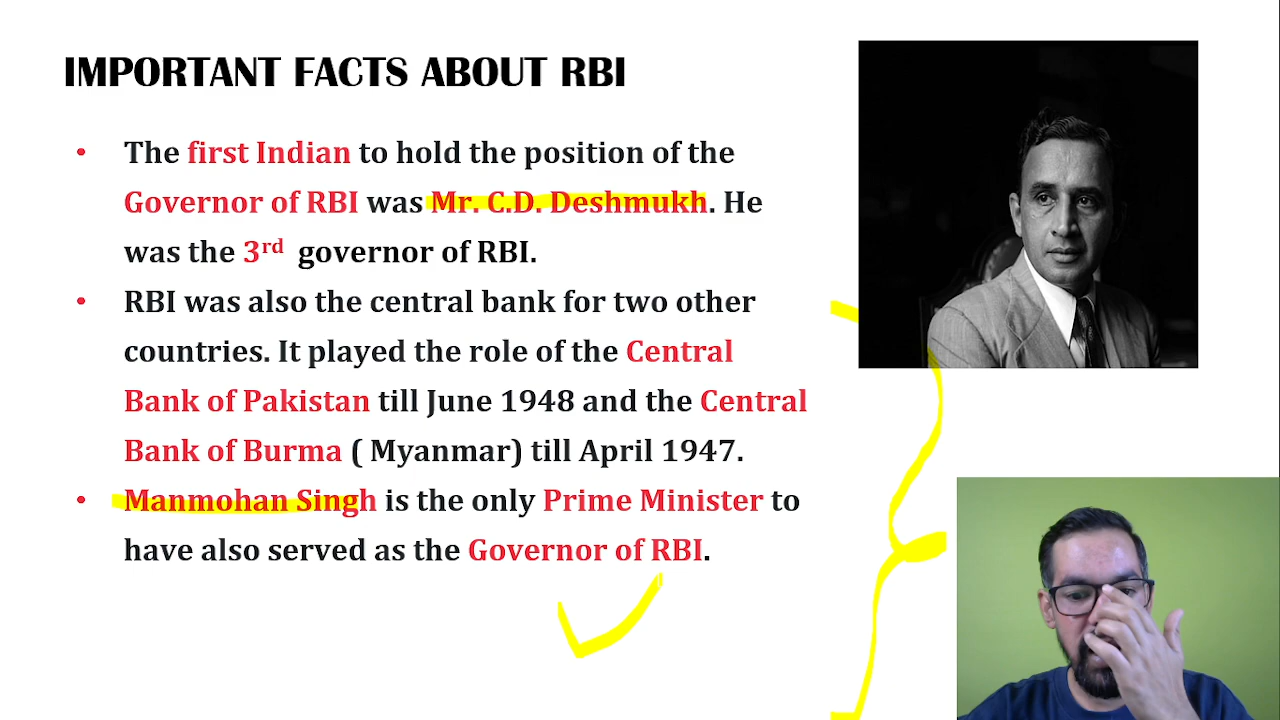 IMPORTANT FACTS ABOUT RBI
• The first Indian to hold the position of the
Governor of RBI was Mr. C.D. Deshmukh. He
was the 3rd governor of RBI.
• RBI was also the central bank for two other
countries. It played the role of the Central
Bank of Pakistan till June 1948 and the Central
Bank of Burma ( Myanmar) till April 1947.
• Manmohan Singh is the only Prime Minister to
have also served as the Governor of RBI.